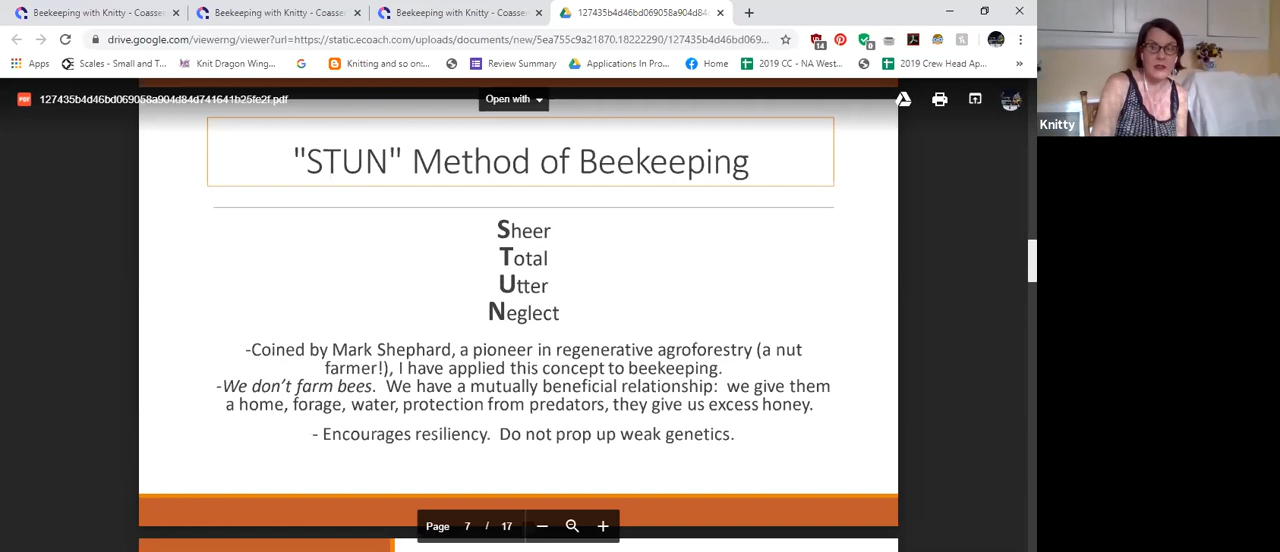 Beekeeping with Knitty - Coasser
Beekeeping with Knitty - Coasser
Beekeeping with Knitty - Coasser
127435b4d46bd069058a904d84
drive.google.com/viewerng/viewer?url=https://static.ecoach.com/uploads/documents/new/5ea755c9a21870.18222290/127435b4d46bd069...
14
0
Apps
Scales - Small and T...
Knit Dragon Wing...
Knitting and so on:...
Review Summary
Applications In Pro...
Home
2019 CC - NA West...
2019 Crew Head Ap...
»
PDF
127435b4d46bd069058a904d84d741641b25fe2f.pdf
Open with
Knitty
"STUN" Method of Beekeeping
Sheer
Total
Utter
Neglect
-Coined by Mark Shephard, a pioneer in regenerative agroforestry (a nut
farmer!), I have applied this concept to beekeeping.
-We don't farm bees. We have a mutually beneficial relationship: we give them
a home, forage, water, protection from predators, they give us excess honey.
- Encourages resiliency. Do not prop up weak genetics.
Page 7 / 17